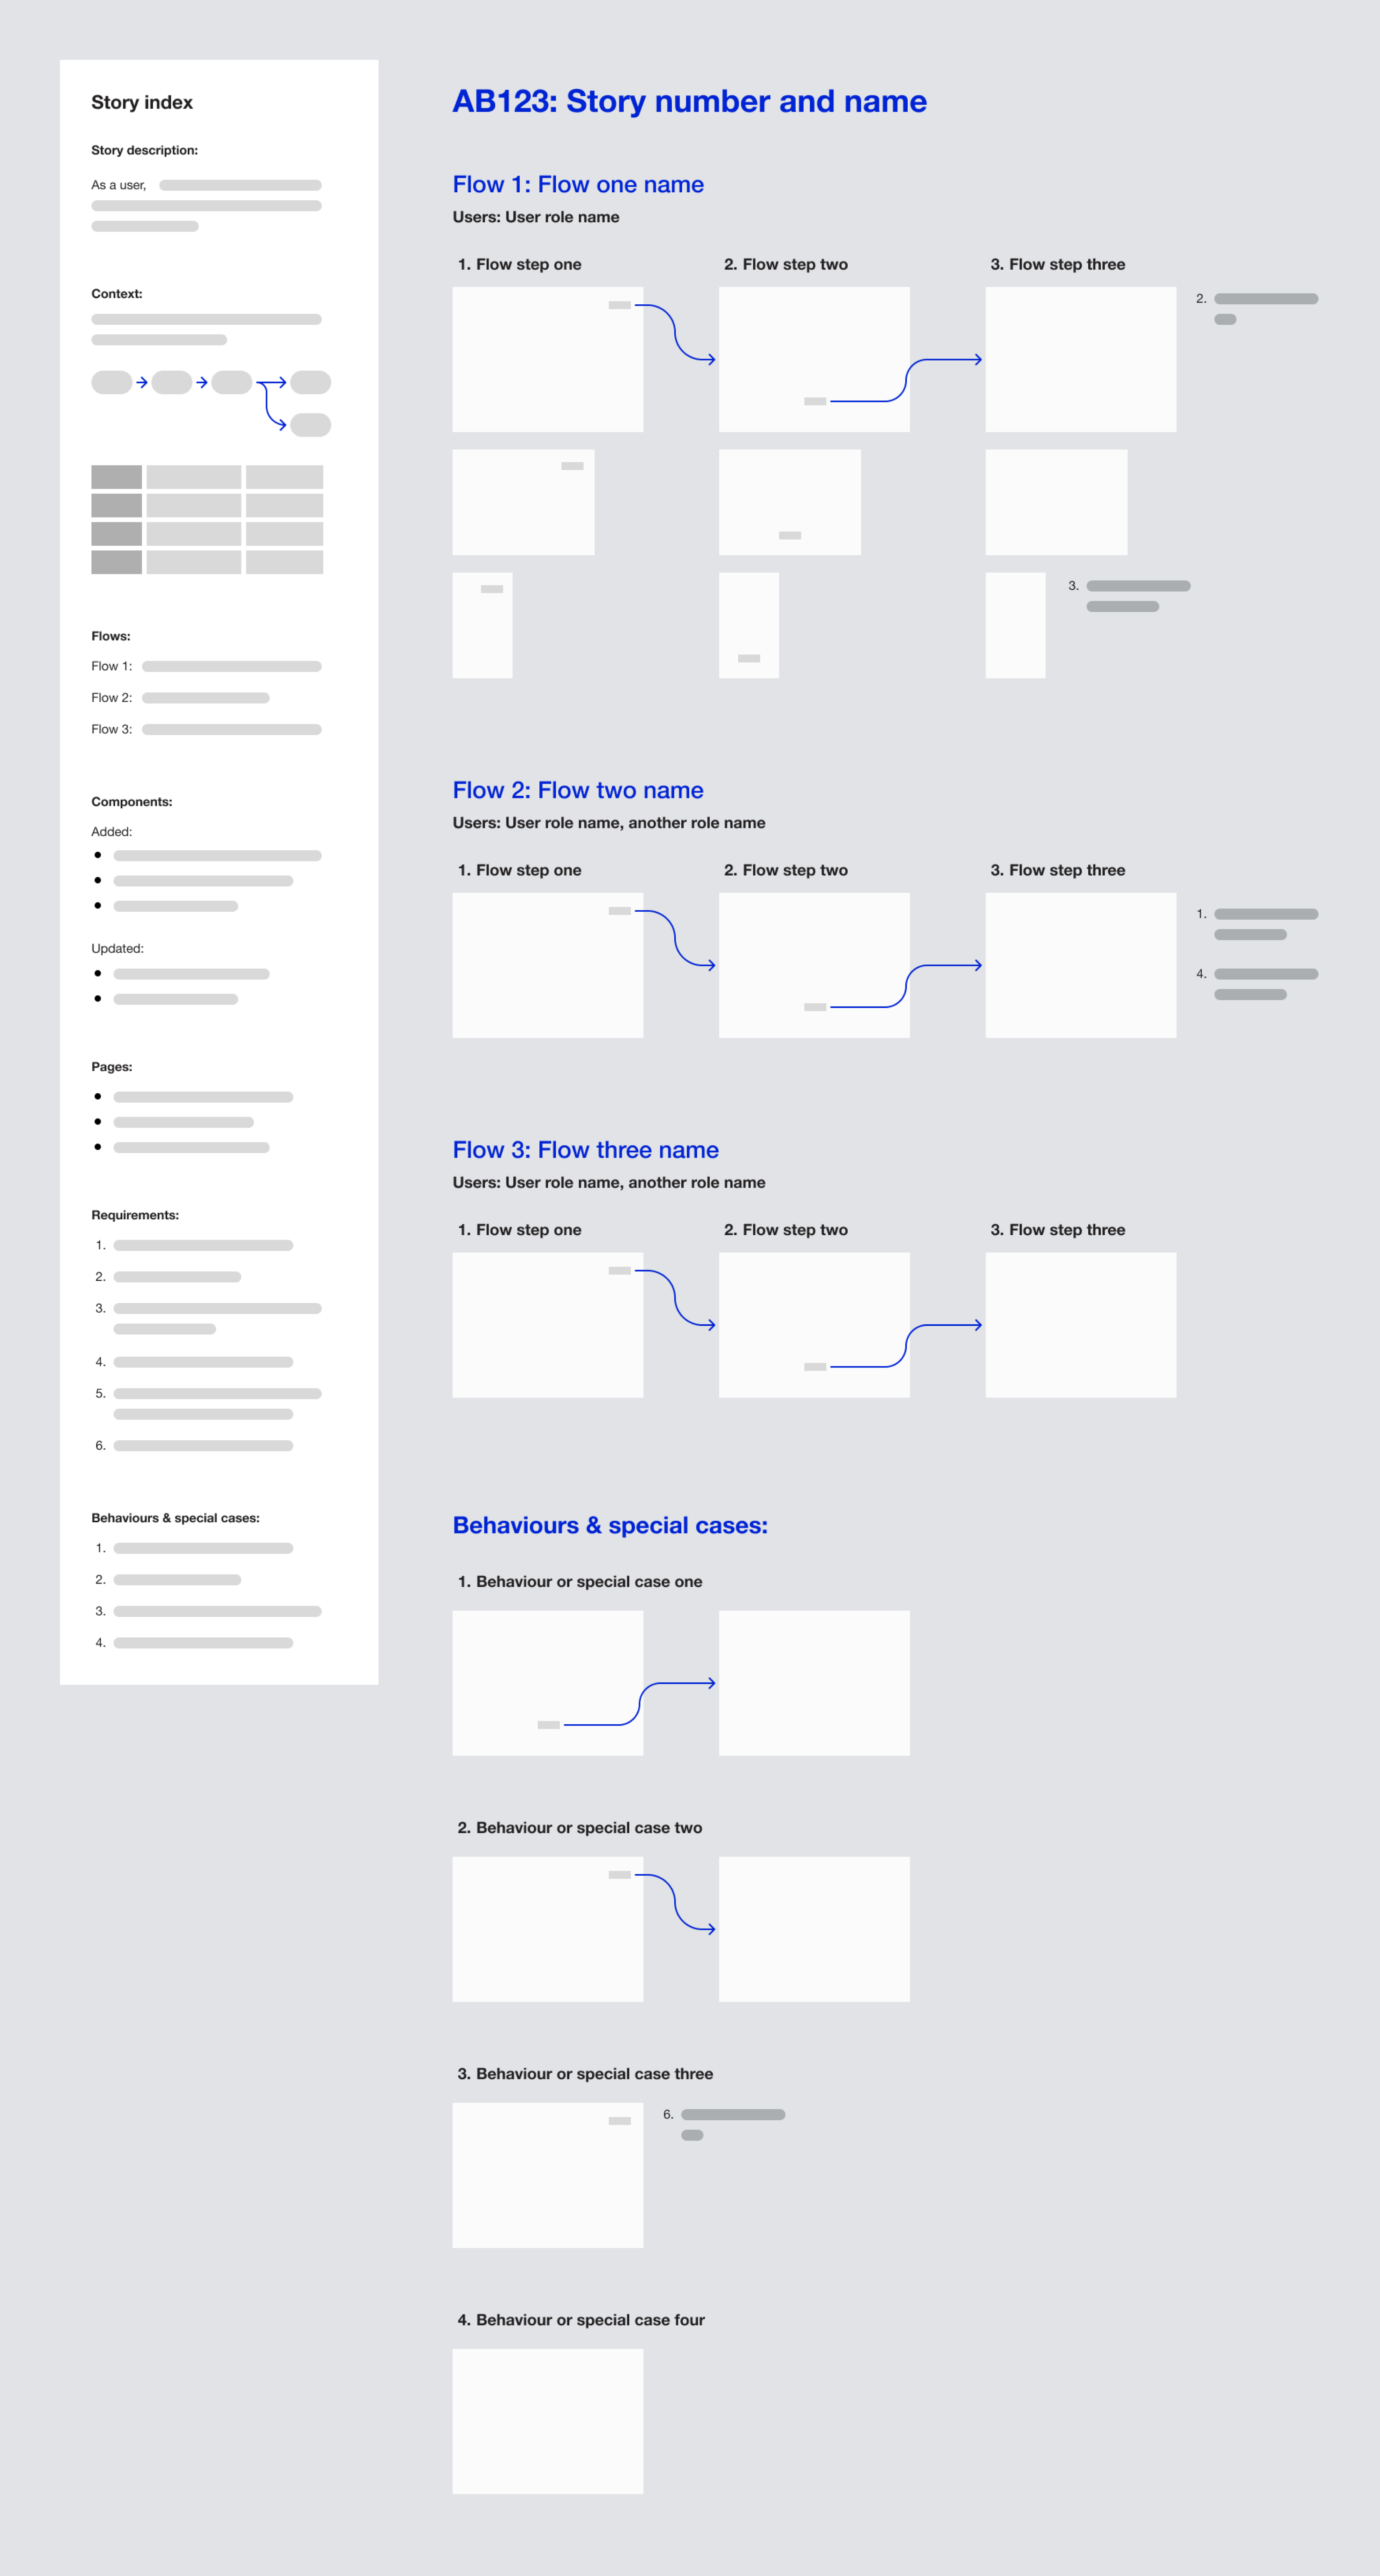 Story index
Story description:
As a user,
Context:
Flows:
Flow 1:
Flow 2:
Flow 3:
Components:
Added:
Updated:
Pages:
Requirements:
1.
2.
3.
4.
5.
6.
Behaviours & special cases:
1.
2.
3.
4.
AB123: Story number and name
Flow 1: Flow one name
Users: User role name
1. Flow step one
2. Flow step two
3. Flow step three
2.
3.
Flow 2: Flow two name
Users: User role name, another role name
1. Flow step one
2. Flow step two
3. Flow step three
1.
4.
Flow 3: Flow three name
Users: User role name, another role name
1. Flow step one
2. Flow step two
3. Flow step three
Behaviours & special cases:
1. Behaviour or special case one
2. Behaviour or special case two
3. Behaviour or special case three
6.
4. Behaviour or special case four